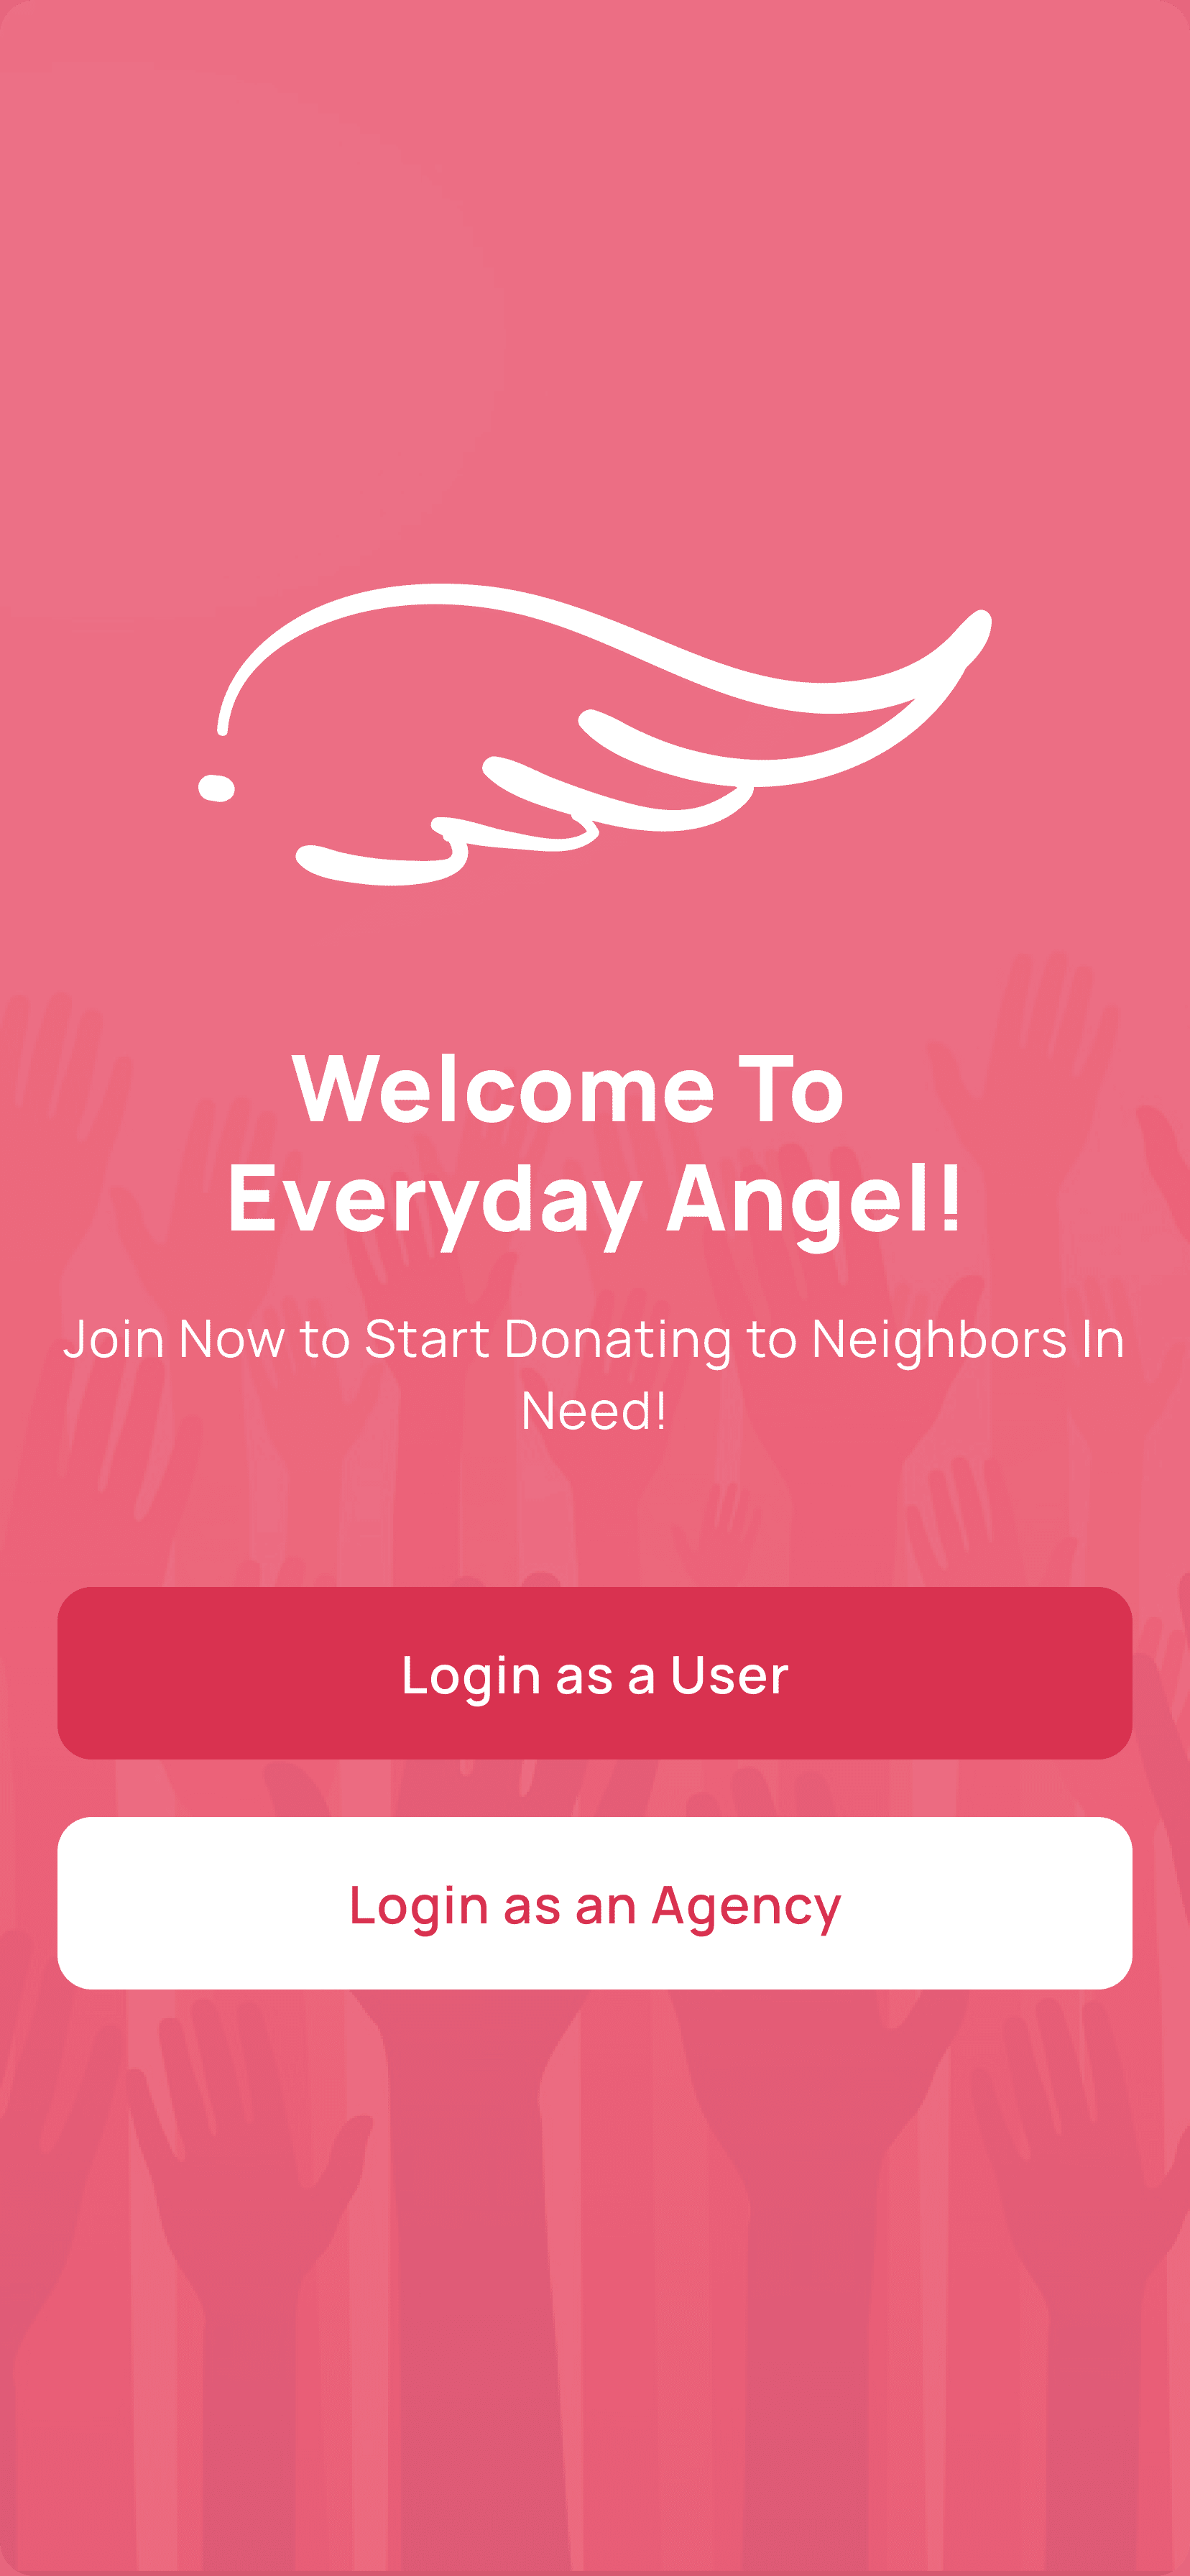 Welcome To
Everyday Angel!
Join Now to Start Donating to Neighbors In
Need!
Login as a User
Login as an Agency